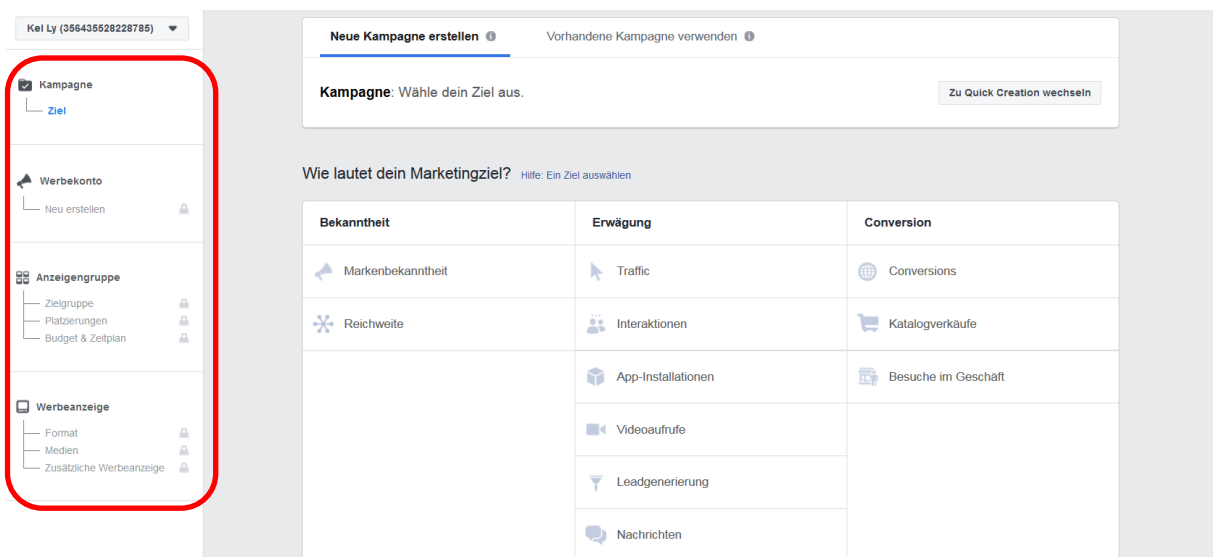 Kel Ly (356435528228785)
Kampagne
Ziel
Werbekonto
Neu erstellen
Anzeigengruppe
Zielgruppe
Platzierungen
Budget & Zeitplan
Werbeanzeige
Format
Medien
Zusätzliche Werbeanzeige
Neue Kampagne erstellen
Vorhandene Kampagne verwenden
Kampagne: Wähle dein Ziel aus.
Zu Quick Creation wechseln
Wie lautet dein Marketingziel? Hilfe: Ein Ziel auswählen
Bekanntheit
Erwägung
Conversion
Markenbekanntheit
Traffic
Conversions
Reichweite
Interaktionen
Katalogverkäufe
App-Installationen
Besuche im Geschäft
Videoaufrufe
Leadgenerierung
Nachrichten